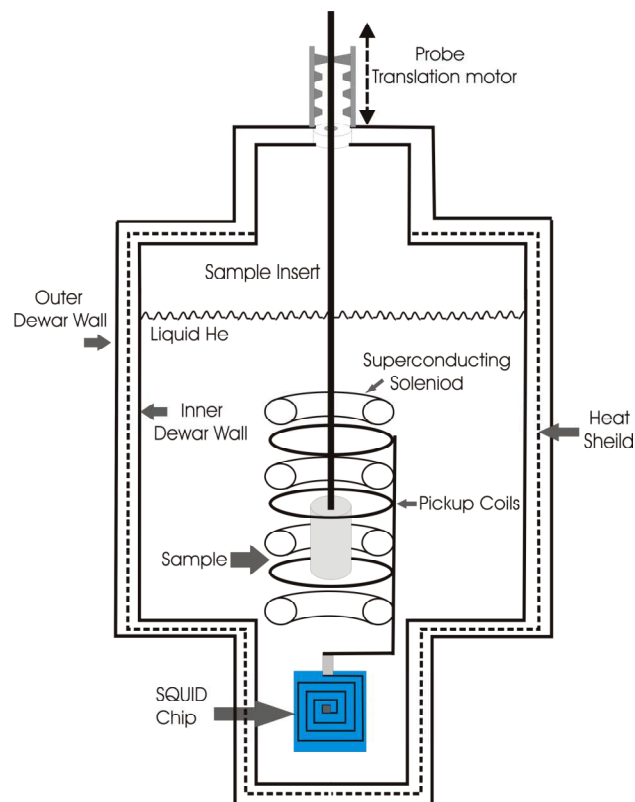 Probe
Translation motor
Sample Insert
Outer
Dewar Wall
Liquid He
Superconducting
Soleniod
Inner
Dewar Wall
Heat
Sheild
Pickup Coils
Sample
SQUID
Chip